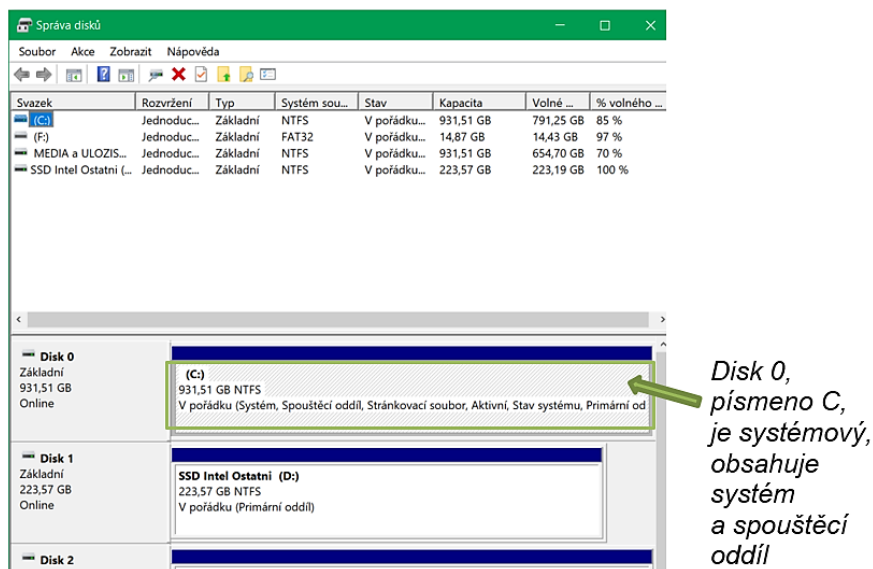 Správa disků
Soubor Akce Zobrazit Nápověda
Svazek Rozvržení Typ Systém sou... Stav Kapacita Volné ... % volného ...
(C:) Jednoduc... Základní NTFS V pořádku... 931,51 GB 791,25 GB 85 %
(F:) Jednoduc... Základní FAT32 V pořádku... 14,87 GB 14,43 GB 97 %
MEDIA a ULOZIS... Jednoduc... Základní NTFS V pořádku... 931,51 GB 654,70 GB 70 %
SSD Intel Ostatni (... Jednoduc... Základní NTFS V pořádku... 223,57 GB 223,19 GB 100 %
Disk 0
Základní
931,51 GB
Online
(C:)
931,51 GB NTFS
V pořádku (Systém, Spouštěcí oddíl, Stránkovací soubor, Aktivní, Stav systému, Primární od
Disk 1
Základní
223,57 GB
Online
SSD Intel Ostatni (D:)
223,57 GB NTFS
V pořádku (Primární oddíl)
Disk 2
Disk 0,
písmeno C,
je systémový,
obsahuje
systém
a spouštěcí
oddíl